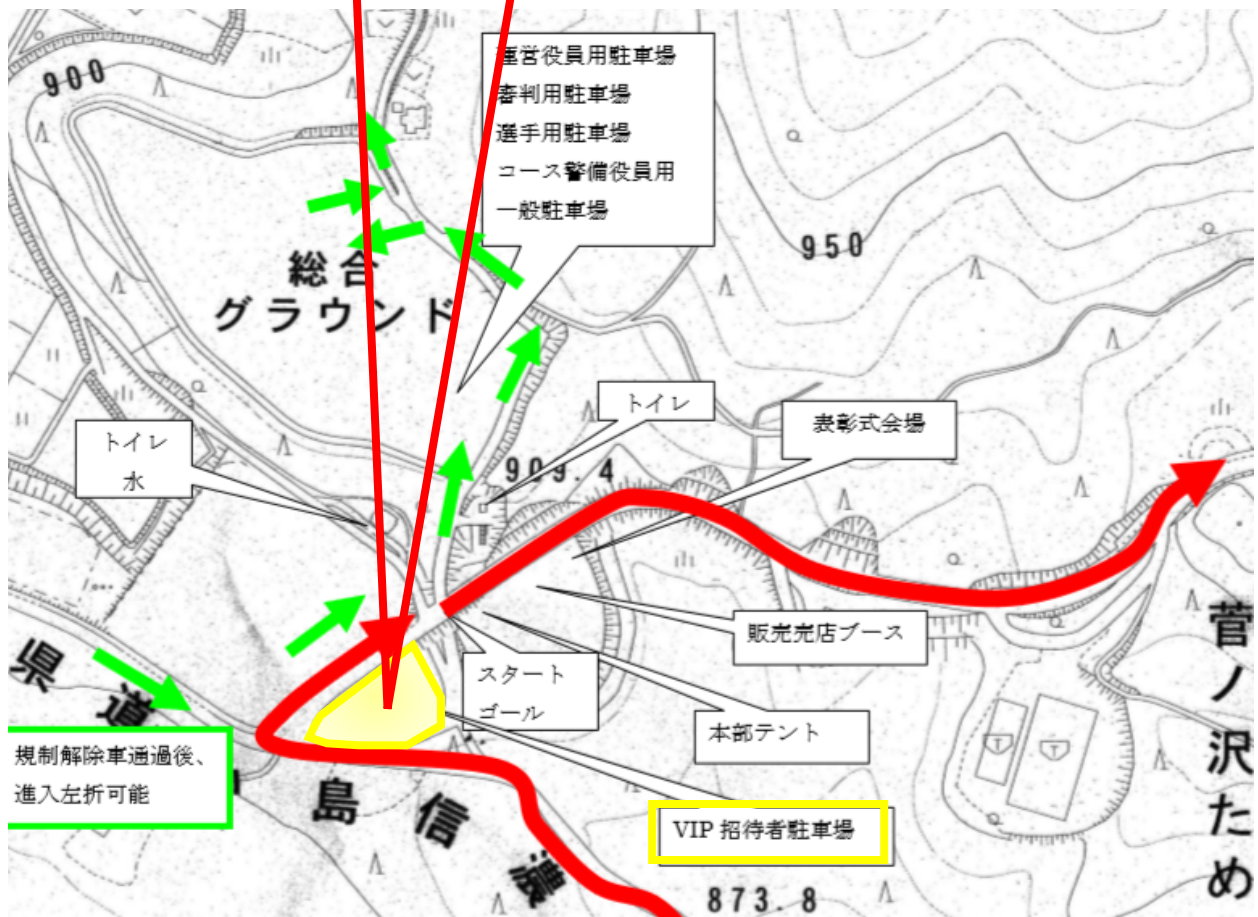 900
運営役員用駐車場
審判用駐車場
選手用駐車場
コース警備役員用
一般駐車場
950
総合
グラウンド
トイレ
表彰式会場
トイレ
水
909.4
販売売店ブース
スタート
ゴール
本部テント
菅ノ沢ため
県道
島信濃
規制解除車通過後、
進入左折可能
VIP 招待者駐車場
873.8